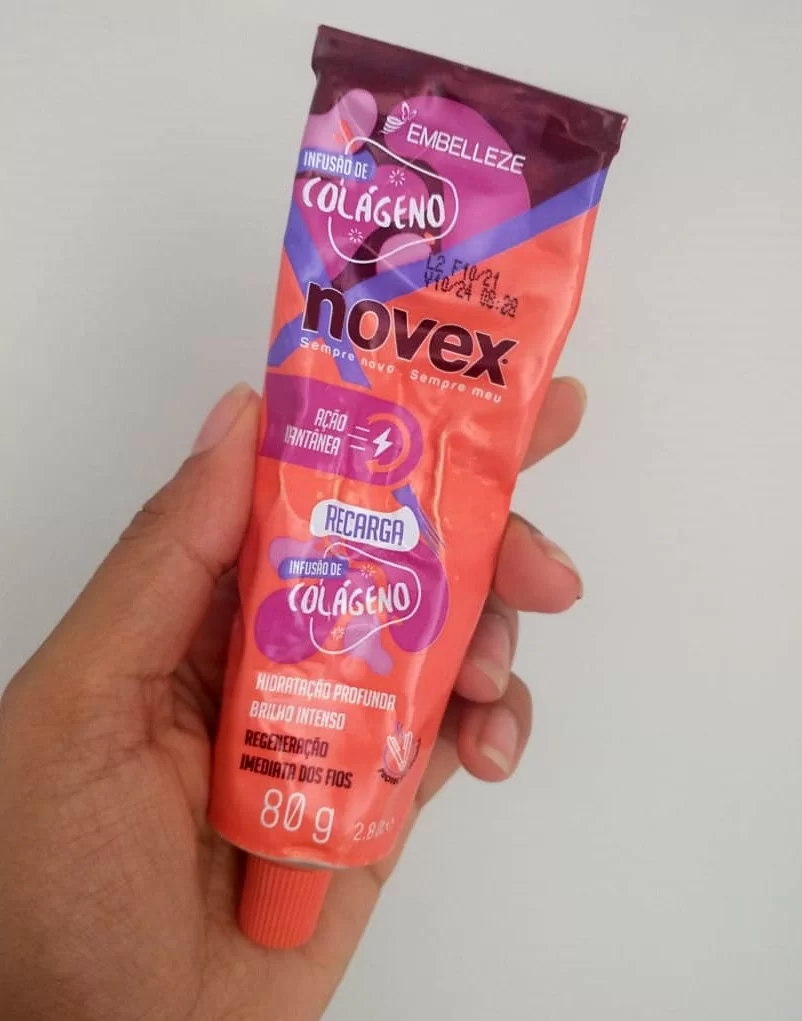 EMBELLEZE
INFUSÃO DE
COLÁGENO
L2 F10/21
V10/24 08:28
novex
Sempre novo. Sempre meu
AÇÃO
RECARGA
INFUSÃO DE
COLÁGENO
HIDRATAÇÃO PROFUNDA
BRILHO INTENSO
REGENERAÇÃO
IMEDIATA DOS FIOS
80 g